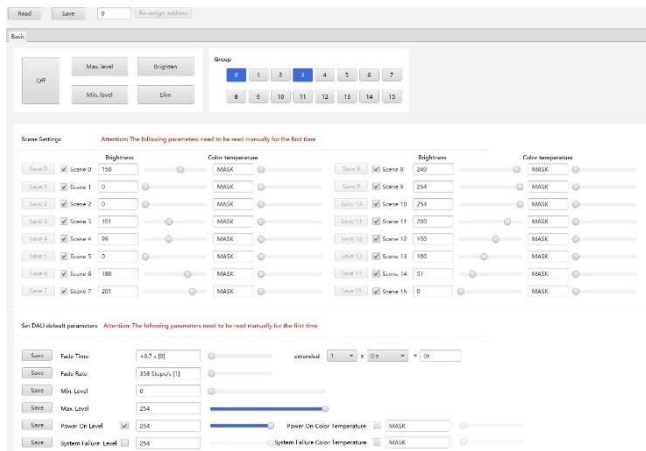 Read Save 0 Re-assign address
Basic
Off Max. level Brighten
Min. level Dim
Group
0 1 2 3 4 5 6 7
8 9 10 11 12 13 14 15
Scene Settings Attention: The following parameters need to be read manually for the first time
Brightness Color temperature Brightness Color temperature
Save 0 Scene 0 150 MASK Save 8 Scene 8 240 MASK
Save 1 Scene 1 0 MASK Save 9 Scene 9 254 MASK
Save 2 Scene 2 0 MASK Save 10 Scene 10 254 MASK
Save 3 Scene 3 101 MASK Save 11 Scene 11 200 MASK
Save 4 Scene 4 99 MASK Save 12 Scene 12 150 MASK
Save 5 Scene 5 0 MASK Save 13 Scene 13 100 MASK
Save 6 Scene 6 180 MASK Save 14 Scene 14 51 MASK
Save 7 Scene 7 201 MASK Save 15 Scene 15 0 MASK
Set DALI default parameters Attention: The following parameters need to be read manually for the first time
Save Fade Time <0.7 s [0] extended 1 x 0 s = 0s
Save Fade Rate 358 Steps/s [1]
Save Min. Level 0
Save Max. Level 254
Save Power On Level 254 Power On Color Temperature MASK
Save System Failure Level 254 System Failure Color Temperature MASK